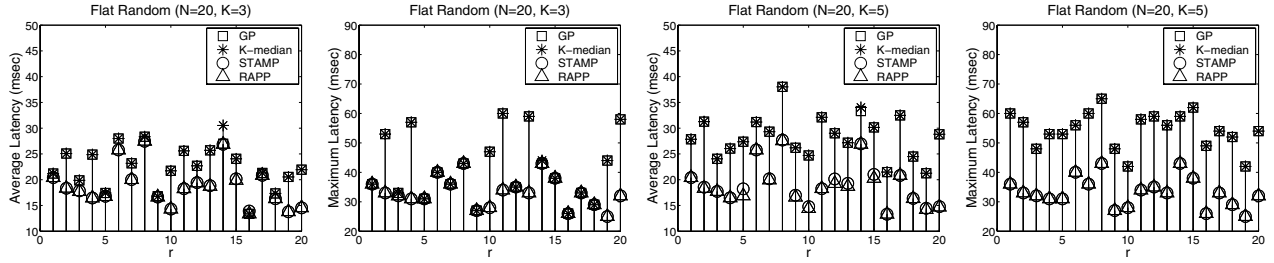 Flat Random (N=20, K=3)
Average Latency (msec)
50
45
40
35
30
25
20
15
10
0
5
10
15
20
r
GP
K−median
STAMP
RAPP
Flat Random (N=20, K=3)
Maximum Latency (msec)
90
80
70
60
50
40
30
20
0
5
10
15
20
r
GP
K−median
STAMP
RAPP
Flat Random (N=20, K=5)
Average Latency (msec)
50
45
40
35
30
25
20
15
10
0
5
10
15
20
r
GP
K−median
STAMP
RAPP
Flat Random (N=20, K=5)
Maximum Latency (msec)
90
80
70
60
50
40
30
20
0
5
10
15
20
r
GP
K−median
STAMP
RAPP